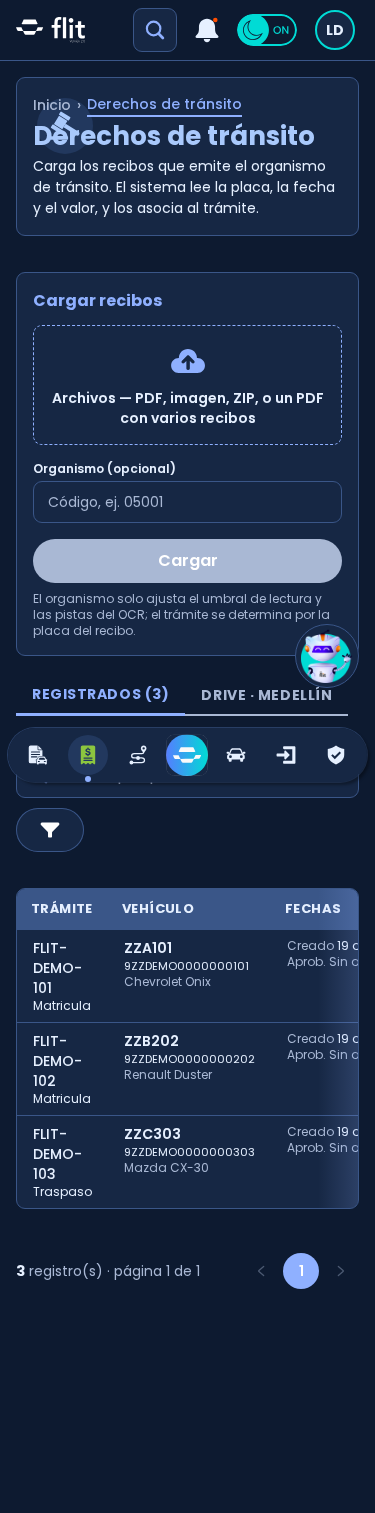 flit
ON
LD
Inicio › Derechos de tránsito
Derechos de tránsito
Carga los recibos que emite el organismo
de tránsito. El sistema lee la placa, la fecha
y el valor, y los asocia al trámite.
Cargar recibos
Archivos — PDF, imagen, ZIP, o un PDF
con varios recibos
Organismo (opcional)
Código, ej. 05001
Cargar
El organismo solo ajusta el umbral de lectura y
las pistas del OCR; el trámite se determina por la
placa del recibo.
REGISTRADOS (3)
DRIVE · MEDELLÍN
TRÁMITE VEHÍCULO FECHAS
FLIT-
DEMO-
101
Matricula
ZZA101
9ZZDEMO0000000101
Chevrolet Onix
Creado 19
Aprob. Sin
FLIT-
DEMO-
102
Matricula
ZZB202
9ZZDEMO0000000202
Renault Duster
Creado 19
Aprob. Sin
FLIT-
DEMO-
103
Traspaso
ZZC303
9ZZDEMO0000000303
Mazda CX-30
Creado 19
Aprob. Sin
3 registro(s) · página 1 de 1
‹ 1 ›